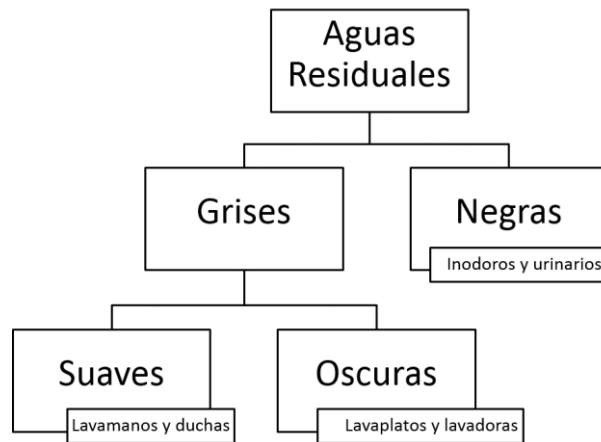 Aguas
Residuales
Grises
Negras
Inodoros y urinarios
Suaves
Oscuras
Lavamanos y duchas
Lavaplatos y lavadoras